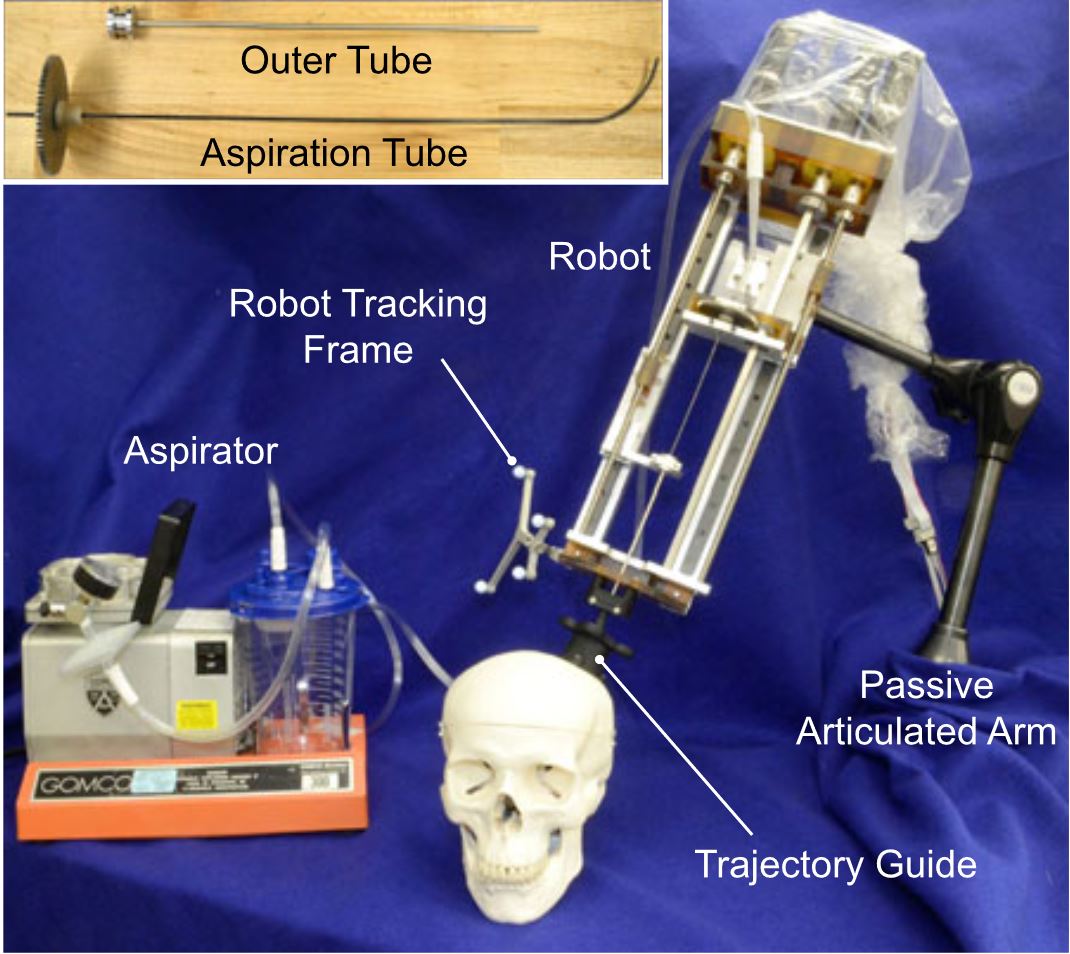 Outer Tube
Aspiration Tube
Robot
Robot Tracking
Frame
Aspirator
GOMCO
Passive
Articulated Arm
Trajectory Guide